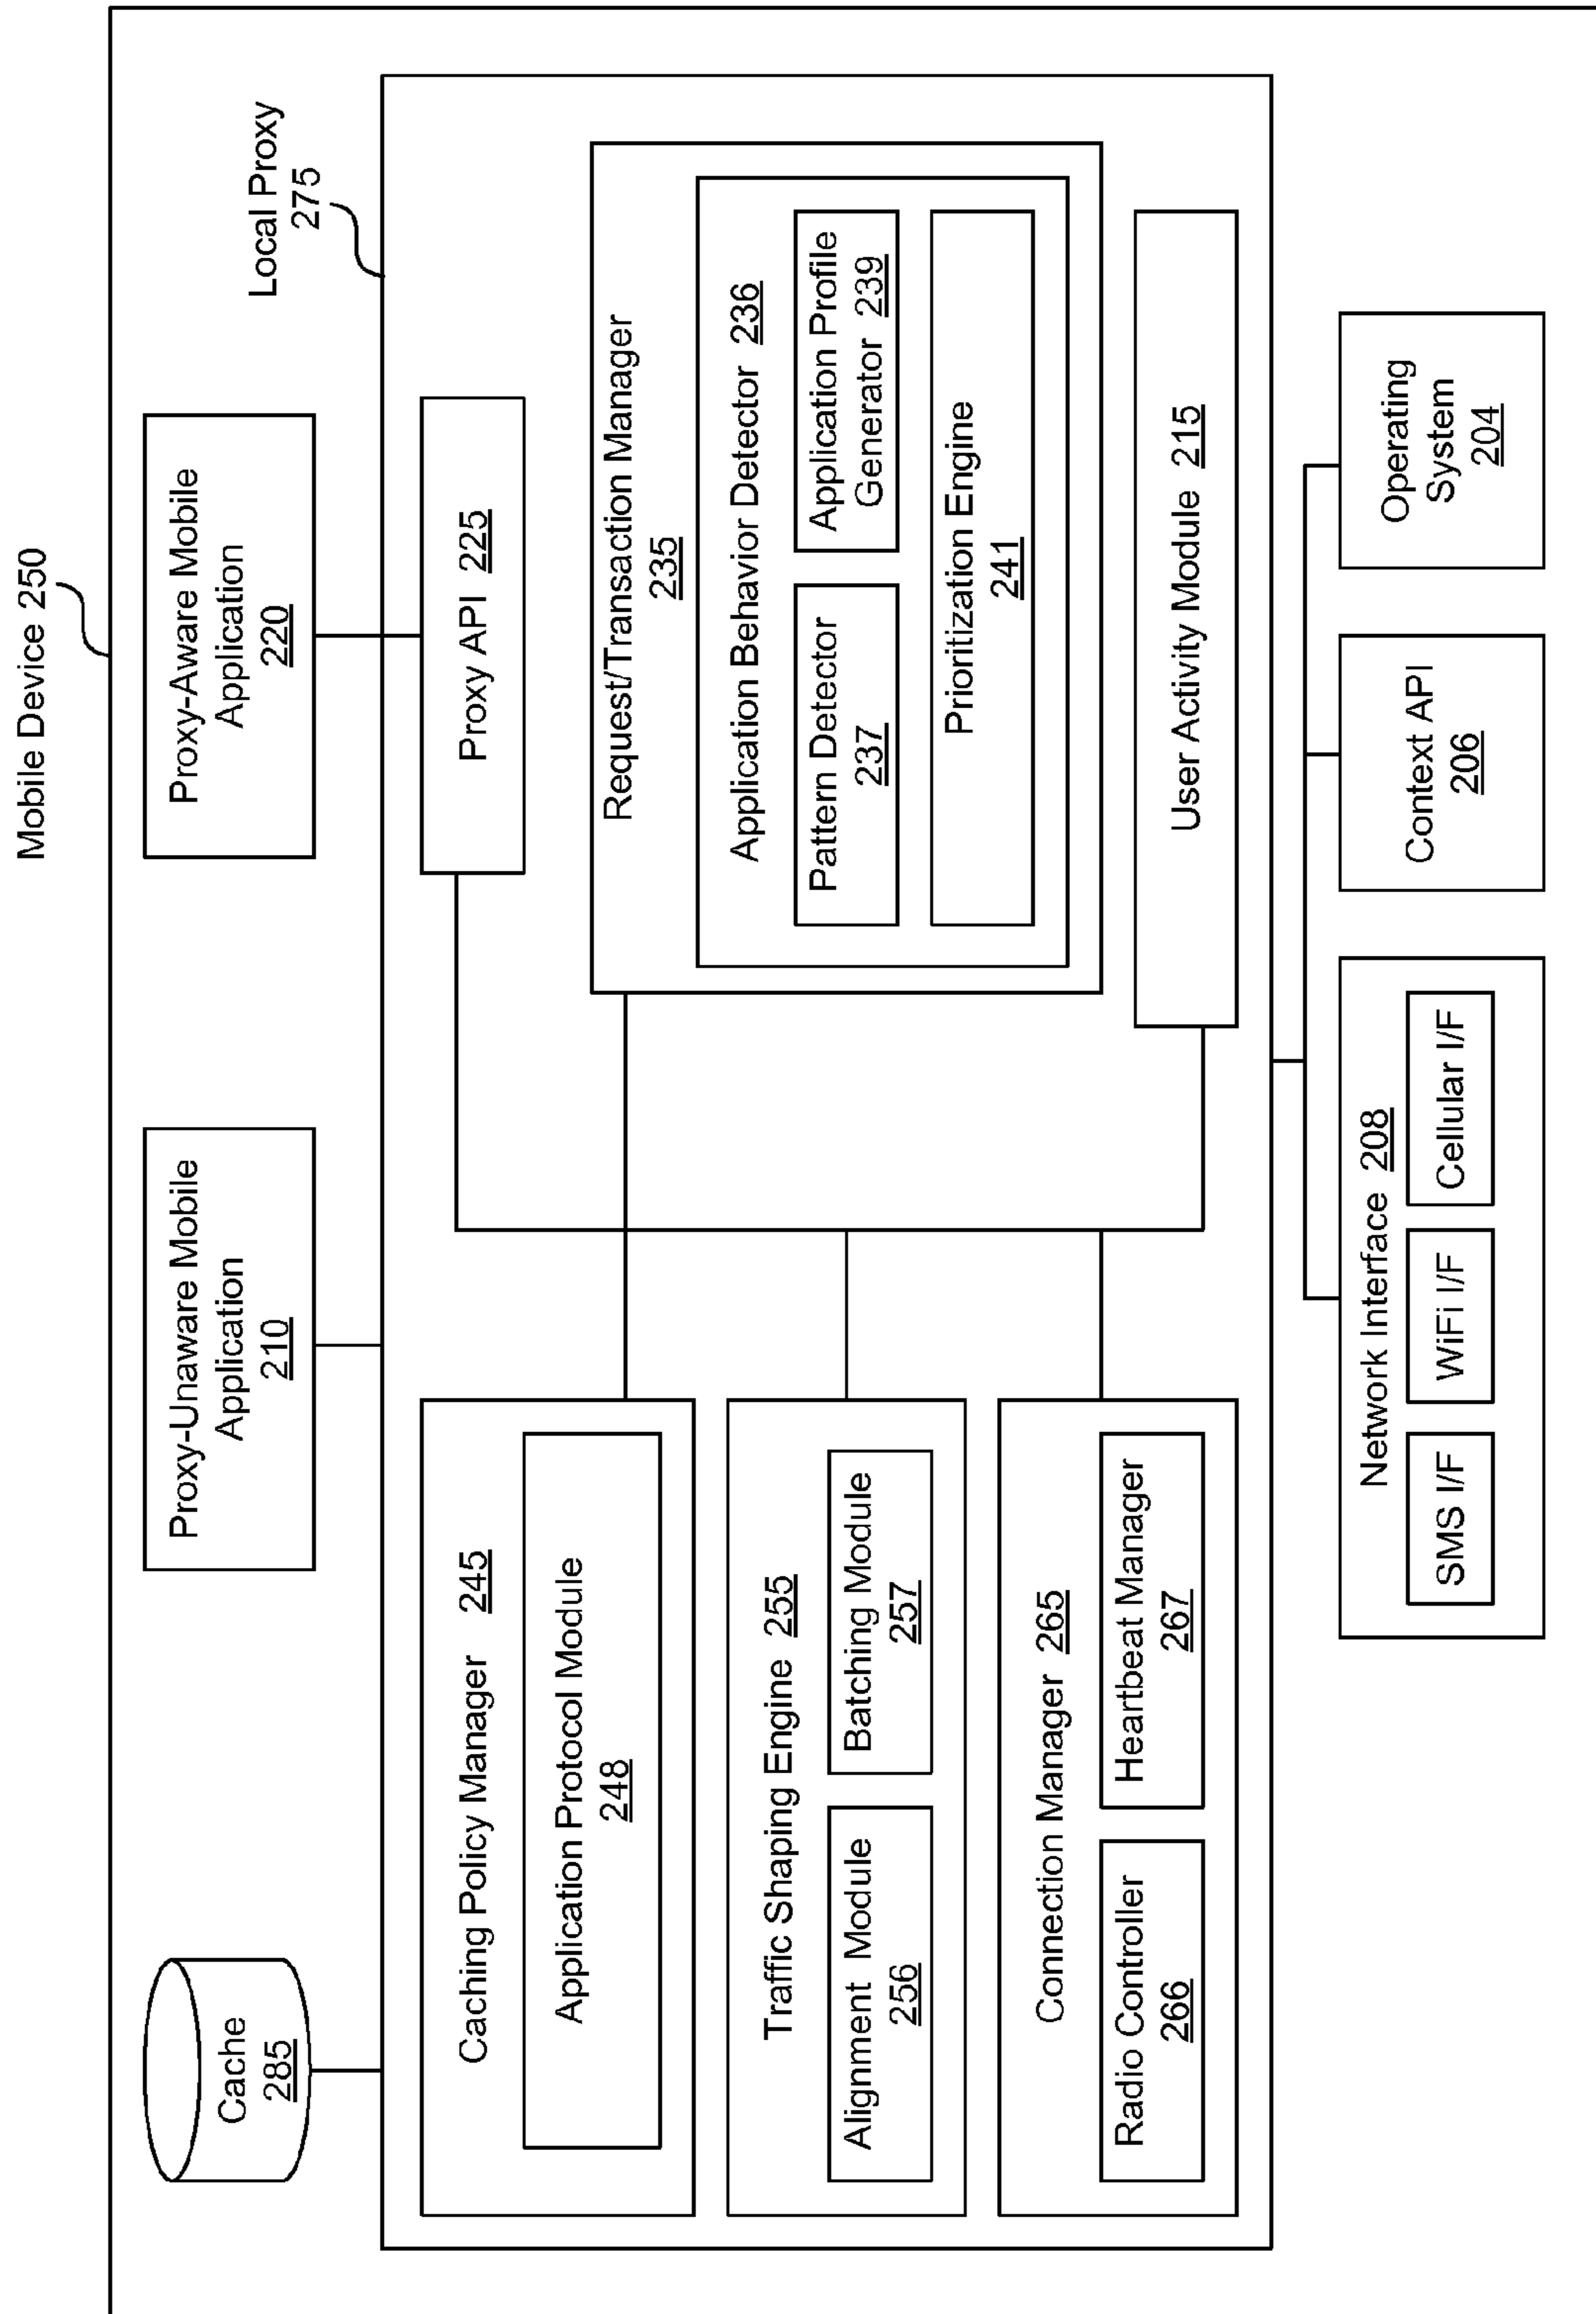 Mobile Device 250
Local Proxy
275
Cache
285
Proxy-Unaware Mobile
Application
210
Proxy-Aware Mobile
Application
220
Caching Policy Manager 245
Application Protocol Module
248
Traffic Shaping Engine 255
Alignment Module
256
Batching Module
257
Connection Manager 265
Radio Controller
266
Heartbeat Manager
267
Proxy API 225
Request/Transaction Manager
235
Application Behavior Detector 236
Pattern Detector
237
Application Profile
Generator 239
Prioritization Engine
241
User Activity Module 215
Network Interface 208
SMS I/F
WiFi I/F
Cellular I/F
Context API
206
Operating
System
204